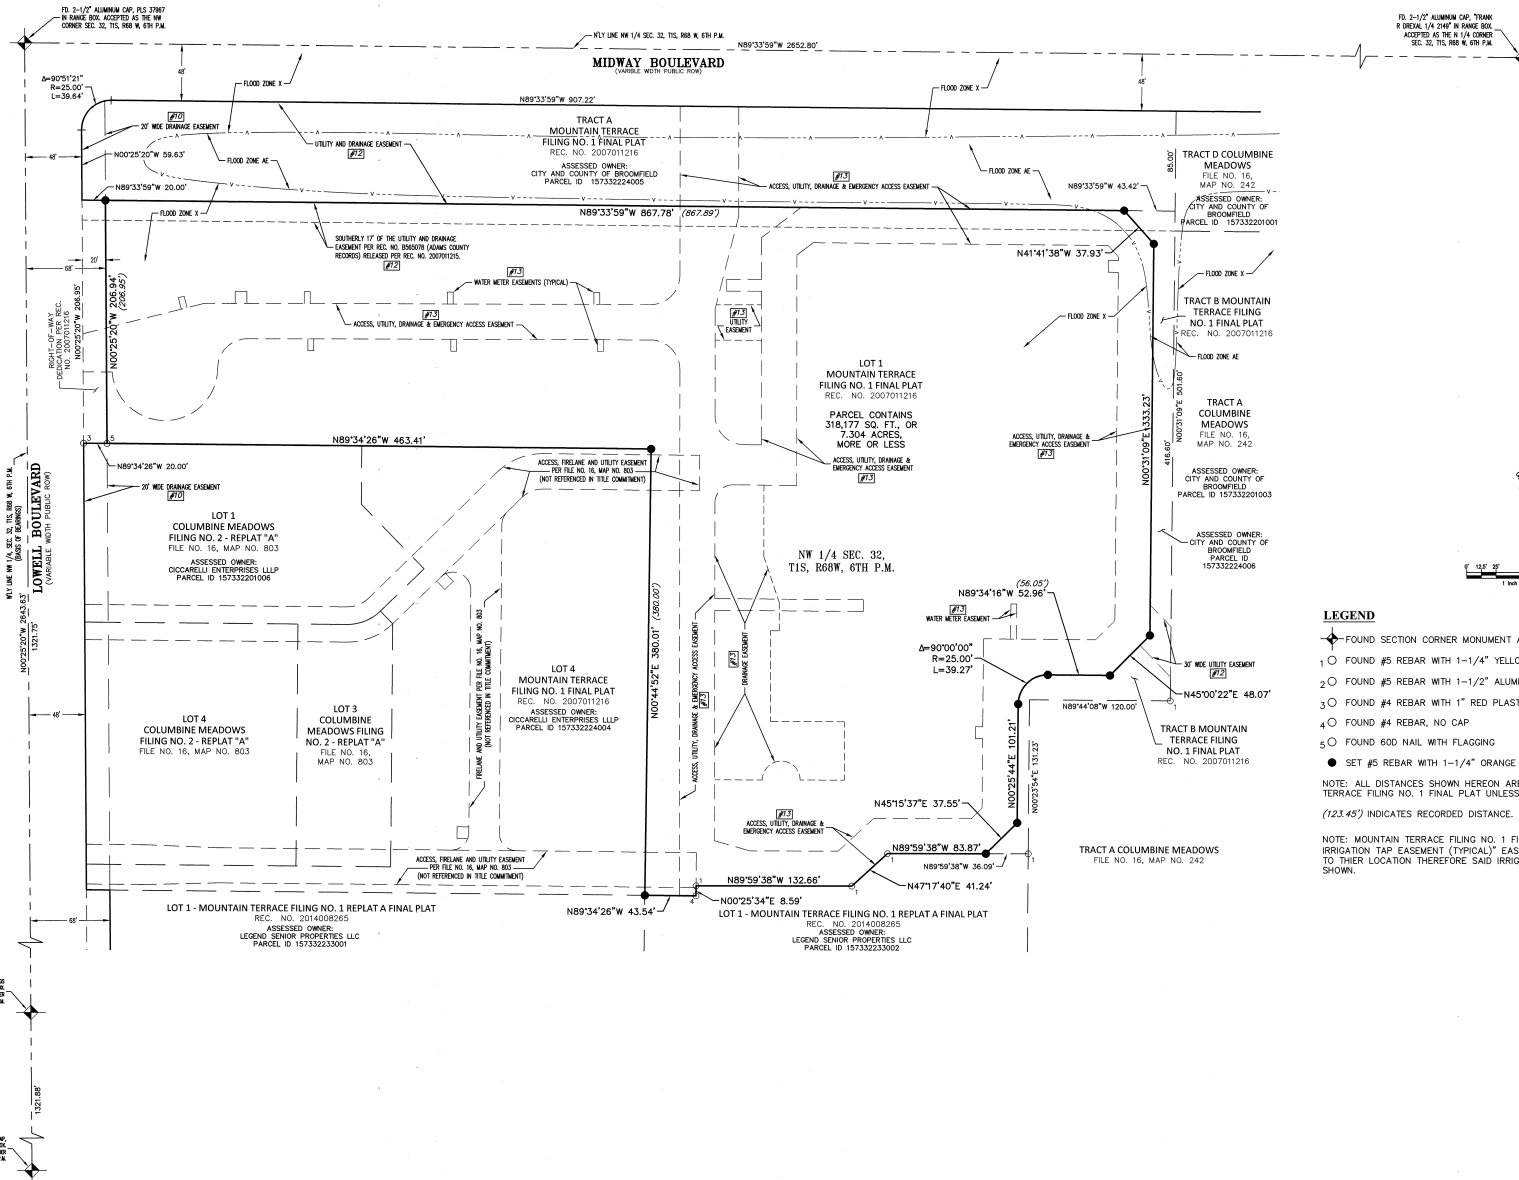 FD. 2-1/2" ALUMINUM CAP, PLS 37967
IN RANGE BOX. ACCEPTED AS THE NW
CORNER SEC. 32, T1S, R68 W, 6TH P.M.
N'LY LINE NW 1/4 SEC. 32, T1S, R68 W, 6TH P.M.
N89°33'59"W 2652.80'
FD. 2-1/2" ALUMINUM CAP, "FRANK
R DREXAL 1/4 2149" IN RANGE BOX.
ACCEPTED AS THE N 1/4 CORNER
SEC. 32, T1S, R68 W, 6TH P.M.
MIDWAY BOULEVARD
(VARIBLE WIDTH PUBLIC ROW)
48'
48'
Δ=90°51'21"
R=25.00'
L=39.64'
FLOOD ZONE X
FLOOD ZONE X
N89°33'59"W 907.22'
#10
20' WIDE DRAINAGE EASEMENT
UTILITY AND DRAINAGE EASEMENT
#12
TRACT A
MOUNTAIN TERRACE
FILING NO. 1 FINAL PLAT
REC. NO. 2007011216
ASSESSED OWNER:
CITY AND COUNTY OF BROOMFIELD
PARCEL ID 157332224005
48'
N00°25'20"W 59.63'
FLOOD ZONE AE
N89°33'59"W 20.00'
FLOOD ZONE X
#13
ACCESS, UTILITY, DRAINAGE & EMERGENCY ACCESS EASEMENT
FLOOD ZONE AE
N89°33'59"W 43.42'
85.00'
TRACT D COLUMBINE
MEADOWS
FILE NO. 16,
MAP NO. 242
ASSESSED OWNER:
CITY AND COUNTY OF
BROOMFIELD
PARCEL ID 157332201001
N89°33'59"W 867.78' (867.89')
SOUTHERLY 17' OF THE UTILITY AND DRAINAGE
EASEMENT PER REC. NO. B565078 (ADAMS COUNTY
RECORDS) RELEASED PER REC. NO. 2007011215.
#12
N41°41'38"W 37.93'
68'
20'
N00°25'20"W 206.94'
(206.95')
N00°25'20"W 206.95'
RIGHT-OF-WAY
DEDICATION PER REC.
NO. 2007011216
#13
WATER METER EASEMENTS (TYPICAL)
#13
ACCESS, UTILITY, DRAINAGE & EMERGENCY ACCESS EASEMENT
#13
UTILITY
EASEMENT
FLOOD ZONE X
FLOOD ZONE X
TRACT B MOUNTAIN
TERRACE FILING
NO. 1 FINAL PLAT
REC. NO. 2007011216
FLOOD ZONE AE
LOT 1
MOUNTAIN TERRACE
FILING NO. 1 FINAL PLAT
REC. NO. 2007011216
PARCEL CONTAINS
318,177 SQ. FT., OR
7.304 ACRES,
MORE OR LESS
ACCESS, UTILITY, DRAINAGE &
EMERGENCY ACCESS EASEMENT
#13
ACCESS, UTILITY, DRAINAGE &
EMERGENCY ACCESS EASEMENT
#13
N00°31'09"E 333.23'
416.60'
N00°31'09"E 501.60'
TRACT A
COLUMBINE
MEADOWS
FILE NO. 16,
MAP NO. 242
ASSESSED OWNER:
CITY AND COUNTY OF
BROOMFIELD
PARCEL ID 157332201003
ASSESSED OWNER:
CITY AND COUNTY OF
BROOMFIELD
PARCEL ID
157332224006
3
5
N89°34'26"W 463.41'
N89°34'26"W 20.00'
20' WIDE DRAINAGE EASEMENT
#10
ACCESS, FIRELANE AND UTILITY EASEMENT
PER FILE NO. 16, MAP NO. 803
(NOT REFERENCED IN TITLE COMMITMENT)
LOWELL BOULEVARD
(VARIABLE WIDTH PUBLIC ROW)
W'LY LINE NW 1/4, SEC. 32, T1S, R68 W, 6TH P.M.
(BASIS OF BEARINGS)
N00°25'20"W 2643.63'
1321.75'
LOT 1
COLUMBINE MEADOWS
FILING NO. 2 - REPLAT "A"
FILE NO. 16, MAP NO. 803
ASSESSED OWNER:
CICCARELLI ENTERPRISES LLLP
PARCEL ID 157332201006
NW 1/4 SEC. 32,
T1S, R68W, 6TH P.M.
0' 12.5' 25'
1 inch
N00°44'52"E 380.01' (380.00')
FIRELANE AND UTILITY EASEMENT PER FILE NO. 16, MAP NO. 803
(NOT REFERENCED IN TITLE COMMITMENT)
ACCESS, UTILITY, DRAINAGE & EMERGENCY ACCESS EASEMENT
#13
DRAINAGE EASEMENT
#13
(56.05')
N89°34'16"W 52.96'
#13
WATER METER EASEMENT
Δ=90°00'00"
R=25.00'
L=39.27'
30' WIDE UTILITY EASEMENT
#12
N45°00'22"E 48.07'
N89°44'08"W 120.00'
1
TRACT B MOUNTAIN
TERRACE FILING
NO. 1 FINAL PLAT
REC. NO. 2007011216
48'
LOT 4
COLUMBINE MEADOWS
FILING NO. 2 - REPLAT "A"
FILE NO. 16, MAP NO. 803
LOT 3
COLUMBINE
MEADOWS FILING
NO. 2 - REPLAT "A"
FILE NO. 16,
MAP NO. 803
LOT 4
MOUNTAIN TERRACE
FILING NO. 1 FINAL PLAT
REC. NO. 2007011216
ASSESSED OWNER:
CICCARELLI ENTERPRISES LLLP
PARCEL ID 157332224004
N00°25'44"E 101.21'
N00°23'54"E 131.23'
N45°15'37"E 37.55'
#13
ACCESS, UTILITY, DRAINAGE &
EMERGENCY ACCESS EASEMENT
N89°59'38"W 83.87'
1
N89°59'38"W 36.09'
1
TRACT A COLUMBINE MEADOWS
FILE NO. 16, MAP NO. 242
ACCESS, FIRELANE AND UTILITY EASEMENT
PER FILE NO. 16, MAP NO. 803
(NOT REFERENCED IN TITLE COMMITMENT)
1
N89°59'38"W 132.66'
1
N47°17'40"E 41.24'
4
N00°25'34"E 8.59'
N89°34'26"W 43.54'
68'
LOT 1 - MOUNTAIN TERRACE FILING NO. 1 REPLAT A FINAL PLAT
REC. NO. 2014008265
ASSESSED OWNER:
LEGEND SENIOR PROPERTIES LLC
PARCEL ID 157332233001
LOT 1 - MOUNTAIN TERRACE FILING NO. 1 REPLAT A FINAL PLAT
REC. NO. 2014008265
ASSESSED OWNER:
LEGEND SENIOR PROPERTIES LLC
PARCEL ID 157332233002
1321.88'
LEGEND
FOUND SECTION CORNER MONUMENT A
1 FOUND #5 REBAR WITH 1-1/4" YELLO
2 FOUND #5 REBAR WITH 1-1/2" ALUMI
3 FOUND #4 REBAR WITH 1" RED PLAST
4 FOUND #4 REBAR, NO CAP
5 FOUND 60D NAIL WITH FLAGGING
SET #5 REBAR WITH 1-1/4" ORANGE
NOTE: ALL DISTANCES SHOWN HEREON ARE
TERRACE FILING NO. 1 FINAL PLAT UNLESS
(123.45') INDICATES RECORDED DISTANCE.
NOTE: MOUNTAIN TERRACE FILING NO. 1 FI
IRRIGATION TAP EASEMENT (TYPICAL)" EAS
TO THIER LOCATION THEREFORE SAID IRRIG
SHOWN.